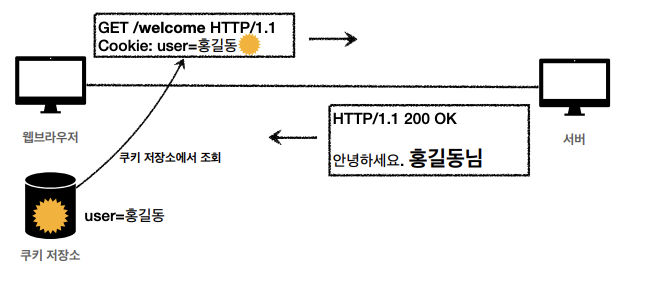 GET /welcome HTTP/1.1
Cookie: user=홍길동
웹브라우저
HTTP/1.1 200 OK
안녕하세요. 홍길동님
서버
쿠키 저장소에서 조회
user=홍길동
쿠키 저장소